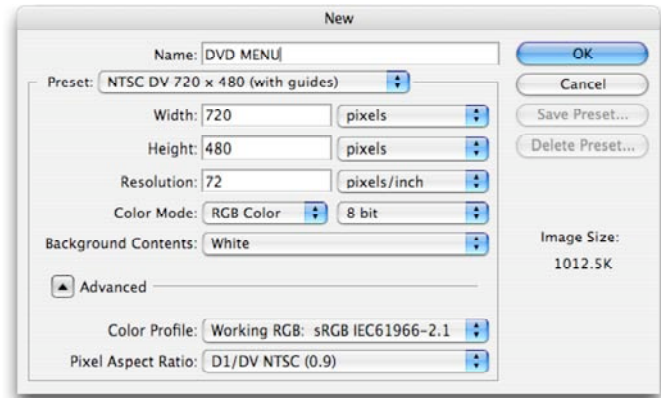 New
Name: DVD MENU
OK
Preset: NTSC DV 720 x 480 (with guides)
Cancel
Width: 720 pixels
Save Preset...
Height: 480 pixels
Delete Preset...
Resolution: 72 pixels/inch
Color Mode: RGB Color 8 bit
Background Contents: White
Image Size:
1012.5K
Advanced
Color Profile: Working RGB: sRGB IEC61966-2.1
Pixel Aspect Ratio: D1/DV NTSC (0.9)